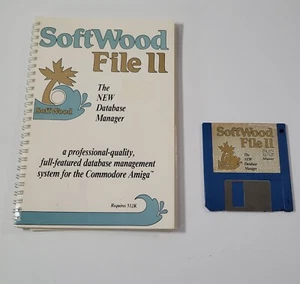 SoftWood
File II
The
NEW
Database
Manager
SoftWood
a professional-quality,
full-featured database management
system for the Commodore Amiga™
Requires 512K
SoftWood
File II
The
NEW
Database
Manager